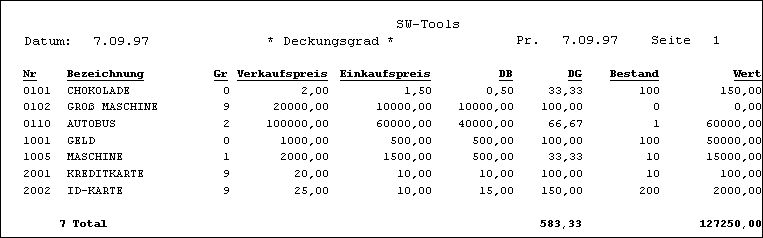 SW-Tools
Datum: 7.09.97 * Deckungsgrad * Pr. 7.09.97 Seite 1
Nr Bezeichnung Gr Verkaufspreis Einkaufspreis DB DG Bestand Wert
0101 CHOKOLADE 0 2,00 1,50 0,50 33,33 100 150,00
0102 GROß MASCHINE 9 20000,00 10000,00 10000,00 100,00 0 0,00
0110 AUTOBUS 2 100000,00 60000,00 40000,00 66,67 1 60000,00
1001 GELD 0 1000,00 500,00 500,00 100,00 100 50000,00
1005 MASCHINE 1 2000,00 1500,00 500,00 33,33 10 15000,00
2001 KREDITKARTE 9 20,00 10,00 10,00 100,00 10 100,00
2002 ID-KARTE 9 25,00 10,00 15,00 150,00 200 2000,00
7 Total 583,33 127250,00